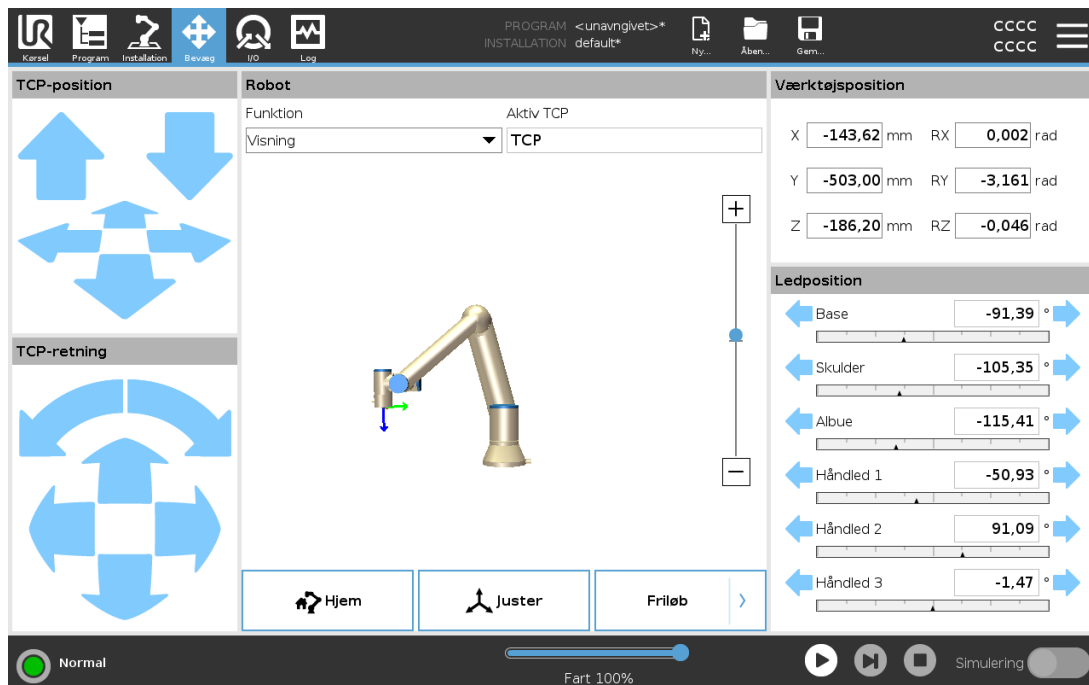 UR
Kørsel
Program
Installation
Bevæg
I/O
Log
PROGRAM <unavngivet>*
INSTALLATION default*
Ny...
Åben...
Gem...
CCCC
CCCC
TCP-position
TCP-retning
Robot
Funktion
Aktiv TCP
Visning
TCP
Hjem
Juster
Friløb
Værktøjsposition
X -143,62 mm RX 0,002 rad
Y -503,00 mm RY -3,161 rad
Z -186,20 mm RZ -0,046 rad
Ledposition
Base -91,39 °
Skulder -105,35 °
Albue -115,41 °
Håndled 1 -50,93 °
Håndled 2 91,09 °
Håndled 3 -1,47 °
Normal
Fart 100%
Simulering